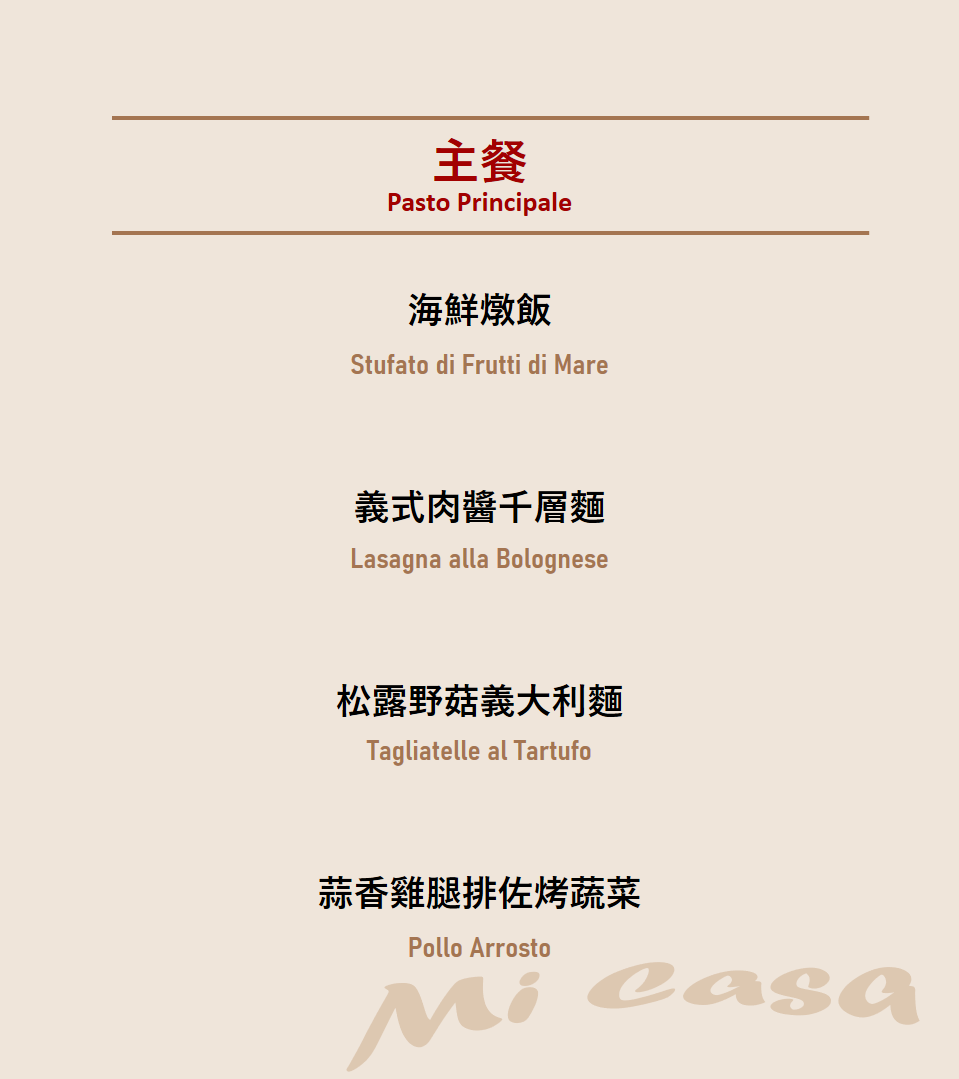 主餐
Pasto Principale
海鮮燉飯
Stufato di Frutti di Mare
義式肉醬千層麵
Lasagna alla Bolognese
松露野菇義大利麵
Tagliatelle al Tartufo
蒜香雞腿排佐烤蔬菜
Pollo Arrosto
Mi casa